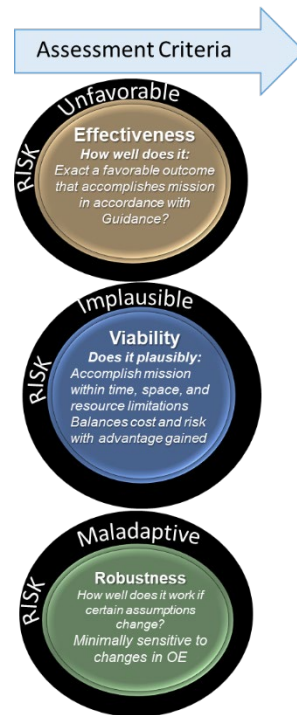 Assessment Criteria
Unfavorable
RISK
Effectiveness
How well does it:
Exact a favorable outcome
that accomplishes mission
in accordance with
Guidance?
Implausible
RISK
Viability
Does it plausibly:
Accomplish mission
within time, space, and
resource limitations
Balances cost and risk
with advantage gained
Maladaptive
RISK
Robustness
How well does it work if
certain assumptions
change?
Minimally sensitive to
changes in OE